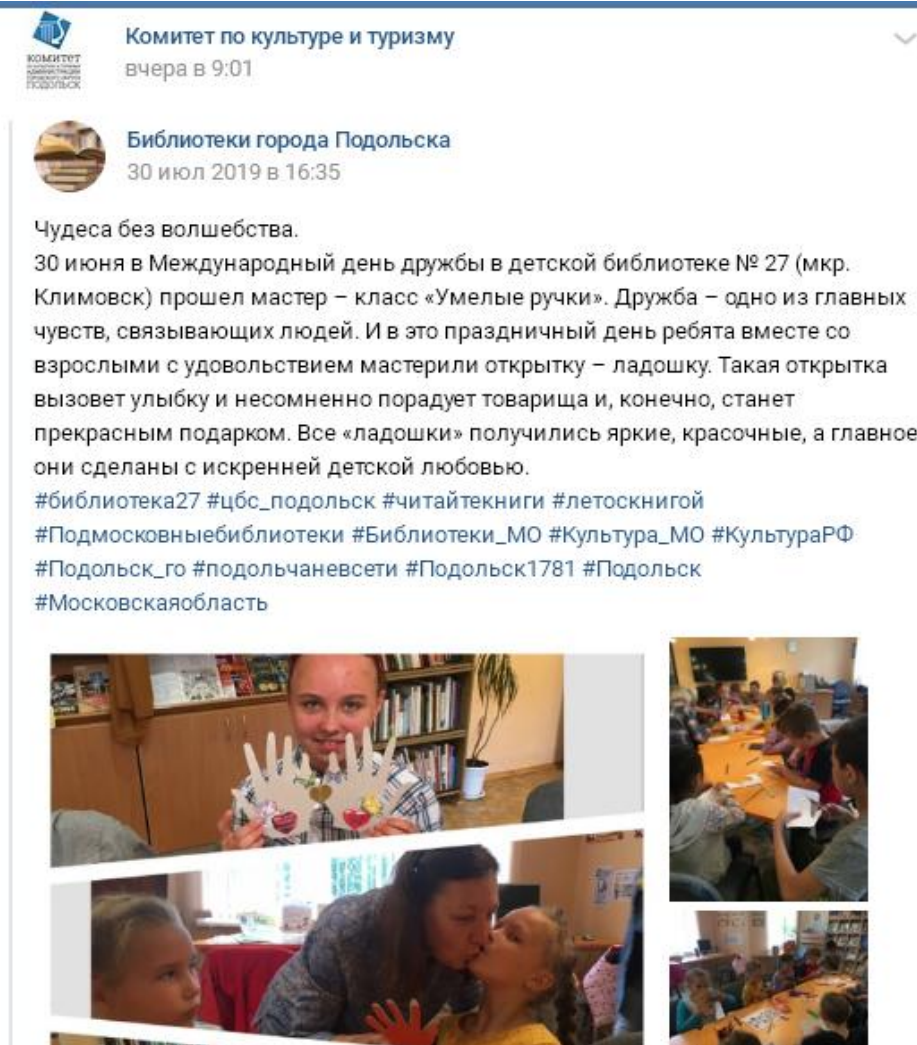 КОМИТЕТ
ПОДОЛЬСК
Комитет по культуре и туризму
вчера в 9:01
Библиотеки города Подольска
30 июл 2019 в 16:35
Чудеса без волшебства.
30 июня в Международный день дружбы в детской библиотеке № 27 (мкр.
Климовск) прошел мастер – класс «Умелые ручки». Дружба – одно из главных
чувств, связывающих людей. И в это праздничный день ребята вместе со
взрослыми с удовольствием мастерили открытку – ладошку. Такая открытка
вызовет улыбку и несомненно порадует товарища и, конечно, станет
прекрасным подарком. Все «ладошки» получились яркие, красочные, а главное
они сделаны с искренней детской любовью.
#библиотека27 #цбс_подольск #читайтекниги #летоскнигой
#Подмосковныебиблиотеки #Библиотеки_МО #Культура_МО #КультураРФ
#Подольск_го #подольчаневсети #Подольск1781 #Подольск
#Московскаяобласть